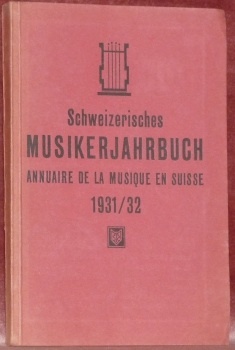 Schweizerisches
MUSIKERJAHRBUCH
ANNUAIRE DE LA MUSIQUE EN SUISSE
1931/32